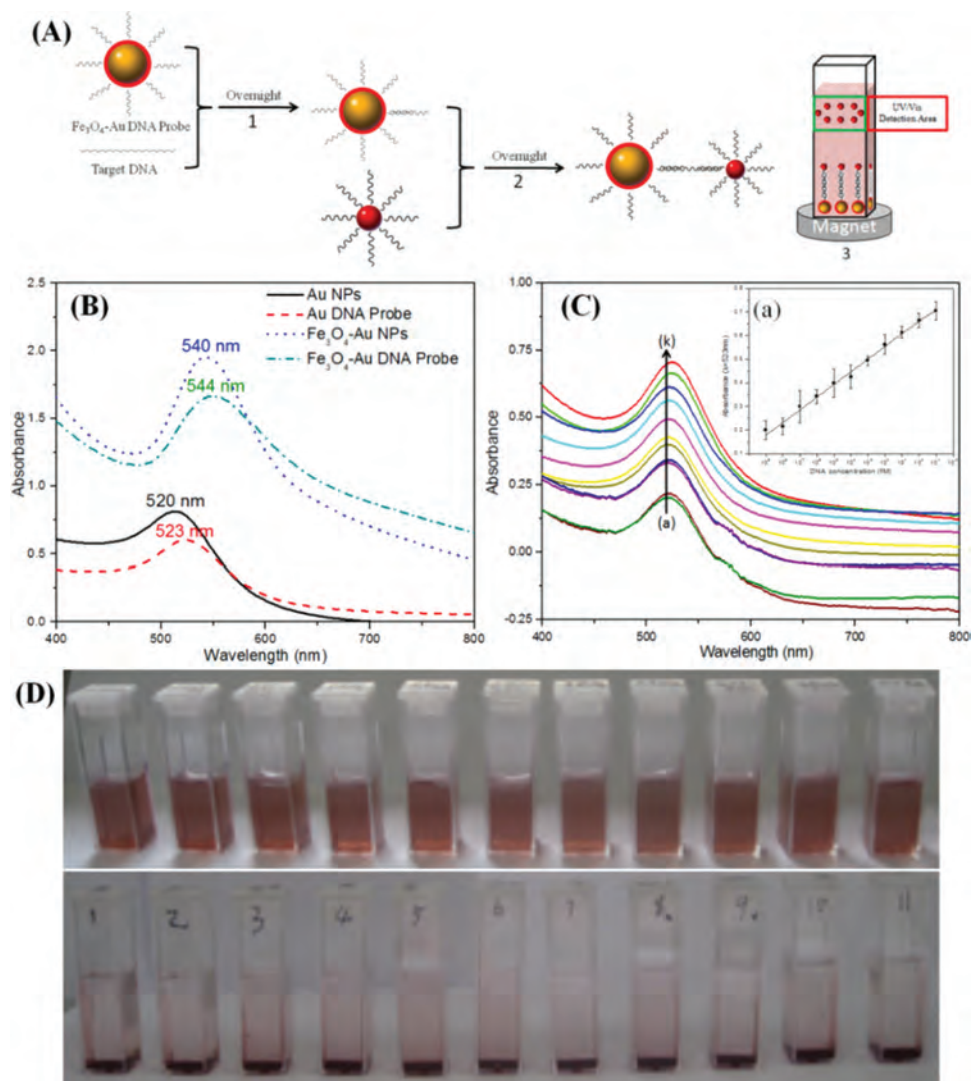 (A)
Fe₃O₄-Au DNA Probe
Target DNA
Overnight
1
Overnight
2
UV/Vis
Detection Area
Magnet
3
(B)
2.5
2.0
1.5
1.0
0.5
0.0
400
500
600
700
800
Absorbance
Wavelength (nm)
Au NPs
Au DNA Probe
Fe₃O₄-Au NPs
Fe₃O₄-Au DNA Probe
540 nm
544 nm
520 nm
523 nm
(C)
1.00
0.75
0.50
0.25
0.00
-0.25
400
500
600
700
800
Absorbance
Wavelength (nm)
(k)
(a)
(a)
DNA concentration (PM)
(D)
1
2
3
4
5
6
7
8
9
10
11